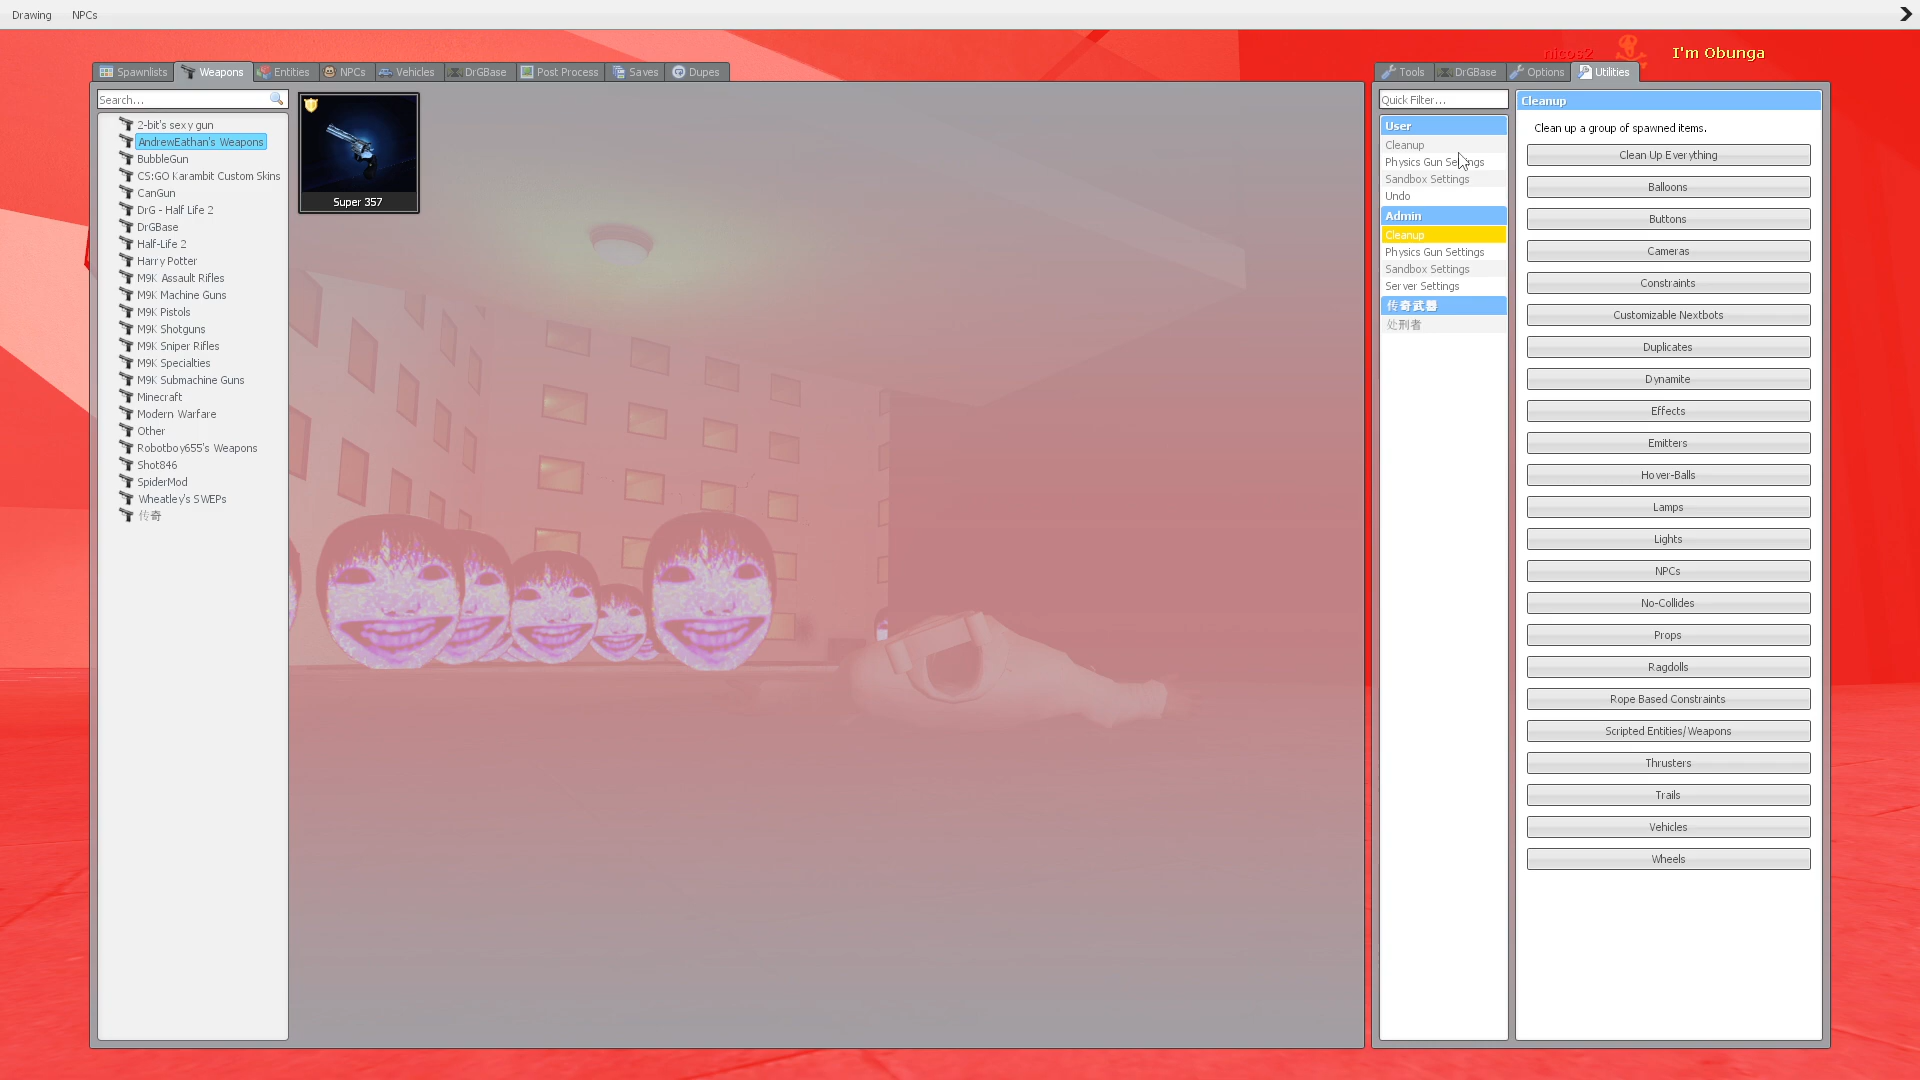 Drawing NPCs
nicos2 I'm Obunga
Spawnlists Weapons Entities NPCs Vehicles DrGBase Post Process Saves Dupes
Tools DrGBase Options Utilities
Search...
2-bit's sexy gun
AndrewEathan's Weapons
BubbleGun
CS:GO Karambit Custom Skins
CanGun
DrG - Half Life 2
DrGBase
Half-Life 2
Harry Potter
M9K Assault Rifles
M9K Machine Guns
M9K Pistols
M9K Shotguns
M9K Sniper Rifles
M9K Specialties
M9K Submachine Guns
Minecraft
Modern Warfare
Other
Robotboy655's Weapons
Shot846
SpiderMod
Wheatley's SWEPs
传奇
Super 357
Quick Filter...
User
Cleanup
Physics Gun Settings
Sandbox Settings
Undo
Admin
Cleanup
Physics Gun Settings
Sandbox Settings
Server Settings
传奇武器
处刑者
Cleanup
Clean up a group of spawned items.
Clean Up Everything
Balloons
Buttons
Cameras
Constraints
Customizable Nextbots
Duplicates
Dynamite
Effects
Emitters
Hover-Balls
Lamps
Lights
NPCs
No-Collides
Props
Ragdolls
Rope Based Constraints
Scripted Entities/Weapons
Thrusters
Trails
Vehicles
Wheels